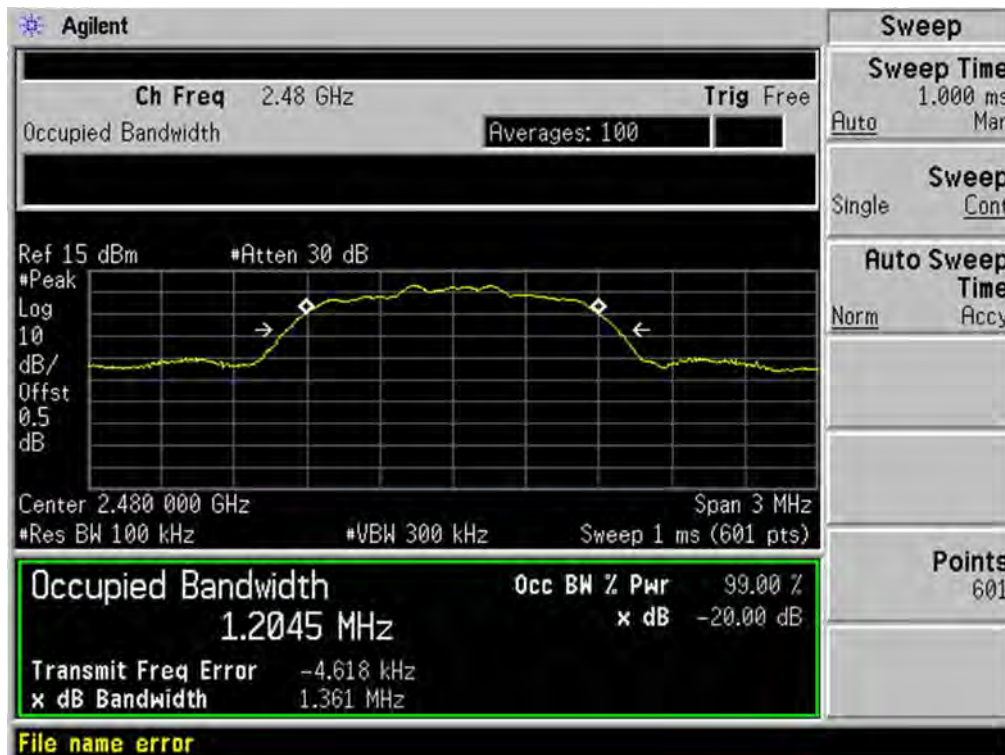 Agilent
Ch Freq 2.48 GHz Trig Free
Occupied Bandwidth Averages: 100
Ref 15 dBm #Atten 30 dB
#Peak
Log
10
dB/
Offst
0.5
dB
Center 2.480 000 GHz Span 3 MHz
#Res BW 100 kHz #VBW 300 kHz Sweep 1 ms (601 pts)
Occupied Bandwidth Occ BW % Pwr 99.00 %
1.2045 MHz x dB -20.00 dB
Transmit Freq Error -4.618 kHz
x dB Bandwidth 1.361 MHz
File name error
Sweep
Sweep Time
1.000 ms
Auto Man
Sweep
Single Cont
Auto Sweep
Time
Norm Accy
Points
601